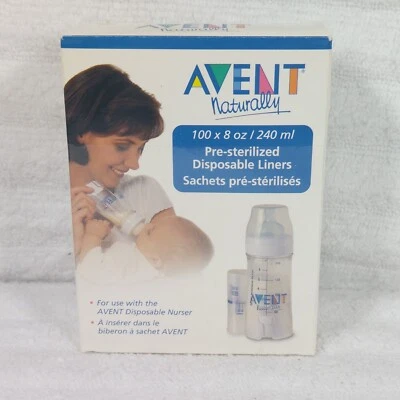 AVENT
naturally
100 x 8 oz / 240 ml
Pre-sterilized
Disposable Liners
Sachets pré-stérilisés
• For use with the
AVENT Disposable Nurser
• À insérer dans le
biberon à sachet AVENT
AVENT